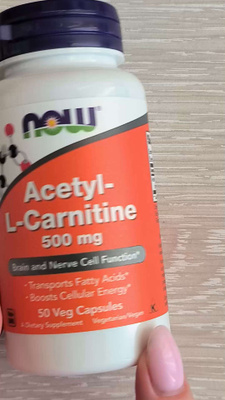 now
Acetyl-
L-Carnitine
500 mg
Brain and Nerve Cell Function*
• Transports Fatty Acids*
• Boosts Cellular Energy*
50 Veg Capsules
A Dietary Supplement Vegetarian/Vegan
K